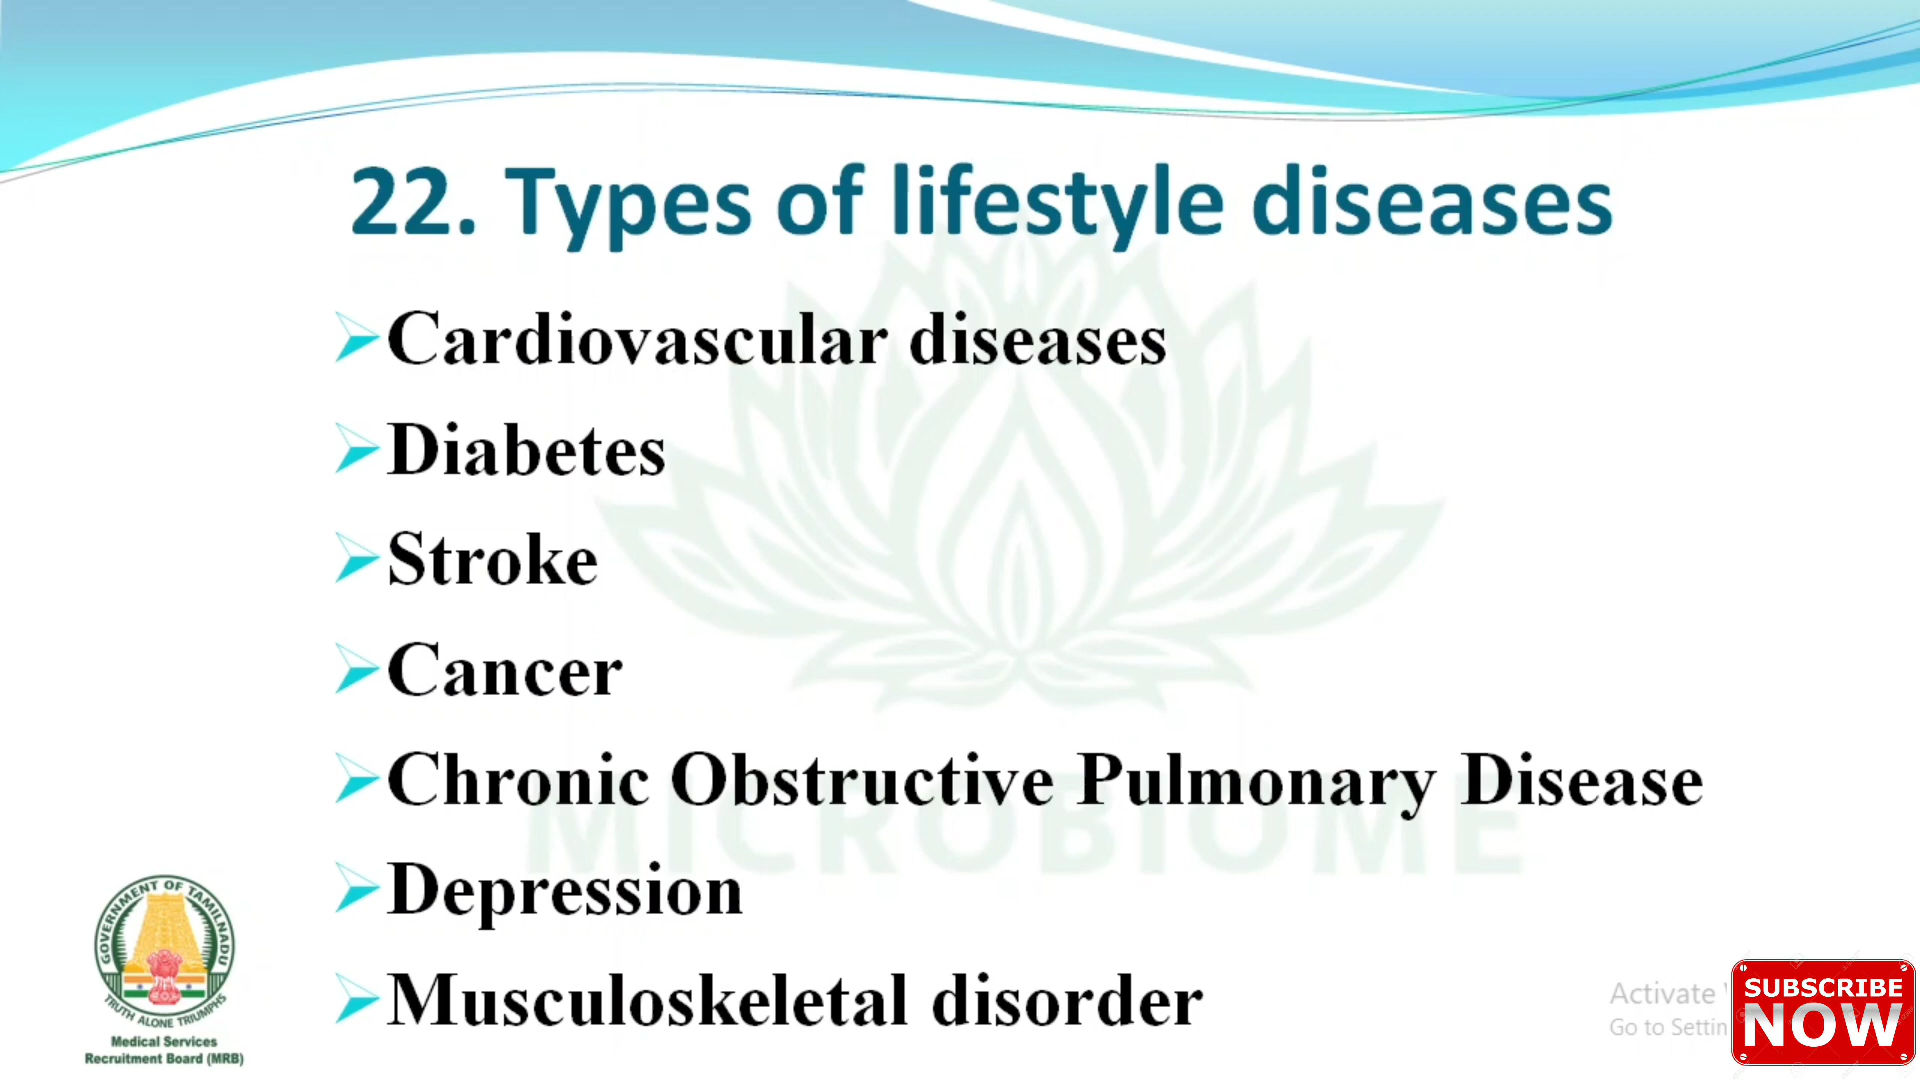 22. Types of lifestyle diseases
Cardiovascular diseases
Diabetes
Stroke
Cancer
Chronic Obstructive Pulmonary Disease
MICROBIOME
Depression
Musculoskeletal disorder
GOVERNMENT OF TAMILNADU
TRUTH ALONE TRIUMPHS
Medical Services
Recruitment Board (MRB)
Activate
Go to
SUBSCRIBE
NOW